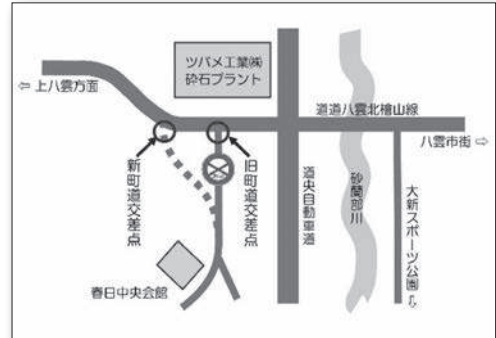 ツバメ工業㈱
砕石プラント
⇦ 上八雲方面
道道八雲北檜山線
八雲市街 ⇨
新町道交差点
旧町道交差点
道央自動車道
砂蘭部川
大新スポーツ公園⇨
春日中央会館